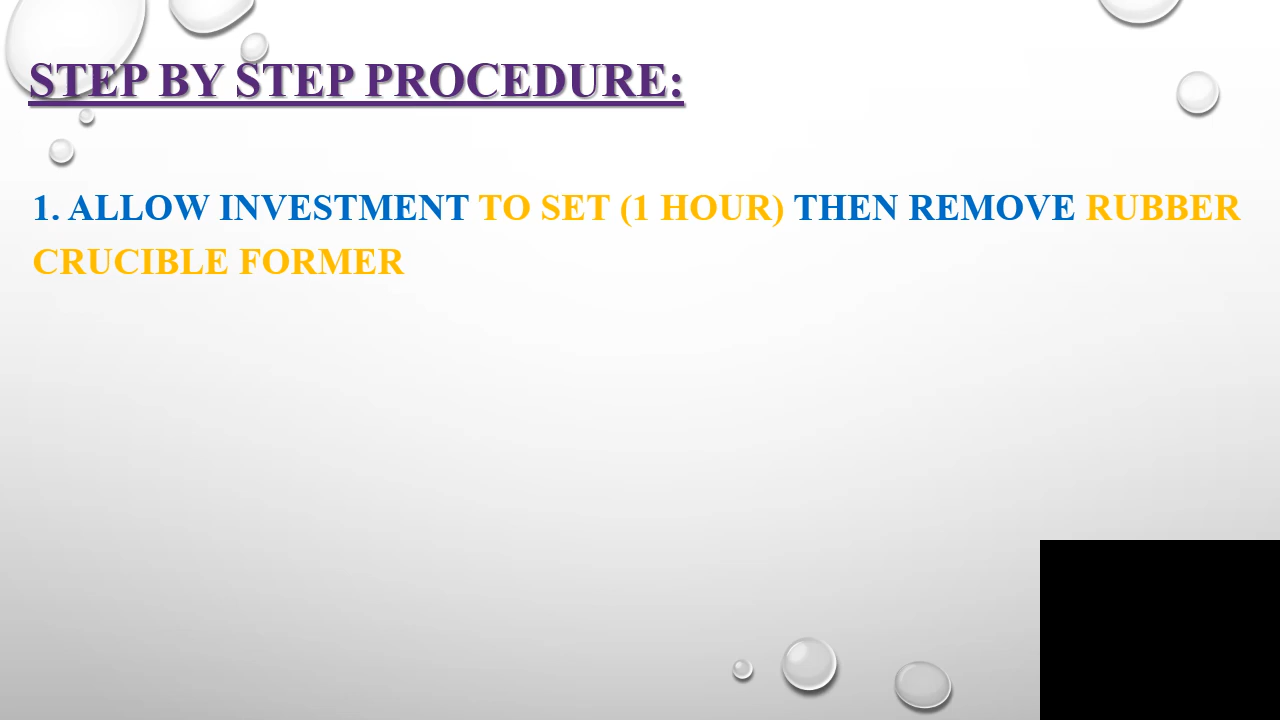 STEP BY STEP PROCEDURE:
1. ALLOW INVESTMENT TO SET (1 HOUR) THEN REMOVE RUBBER
CRUCIBLE FORMER